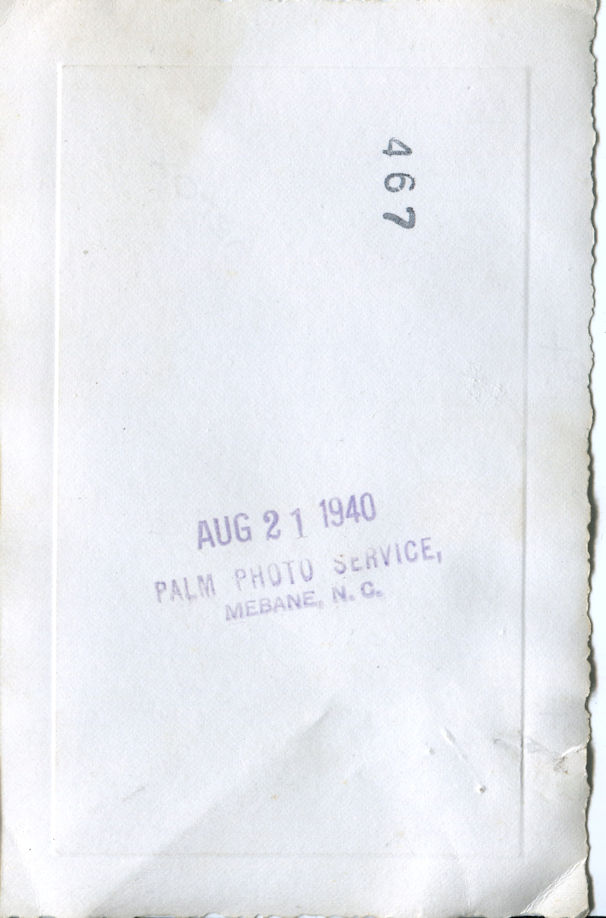 467
AUG 21 1940
PALM PHOTO SERVICE,
MEBANE, N. C.